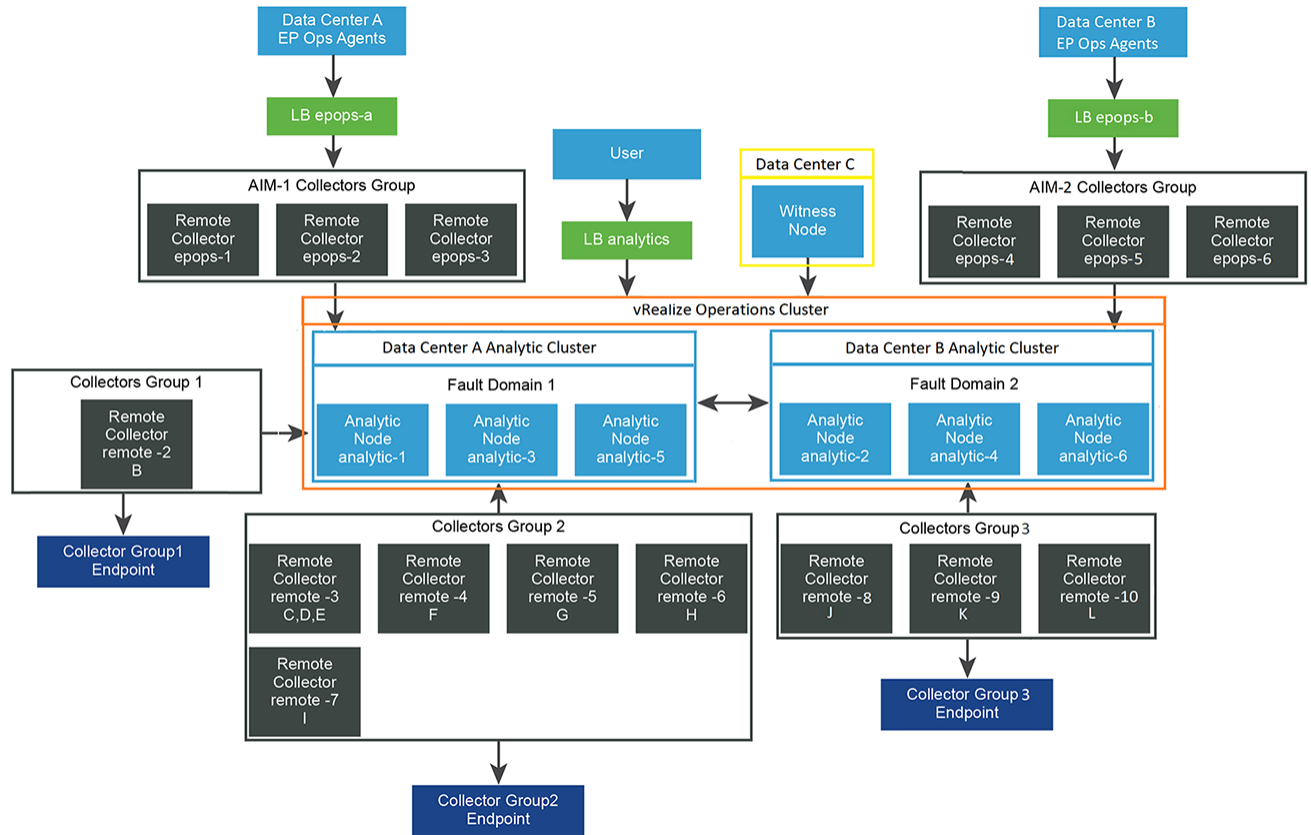 Data Center A
EP Ops Agents
Data Center B
EP Ops Agents
LB epops-a
LB epops-b
User
Data Center C
Witness
Node
LB analytics
AIM-1 Collectors Group
Remote
Collector
epops-1
Remote
Collector
epops-2
Remote
Collector
epops-3
AIM-2 Collectors Group
Remote
Collector
epops-4
Remote
Collector
epops-5
Remote
Collector
epops-6
vRealize Operations Cluster
Data Center A Analytic Cluster
Fault Domain 1
Analytic
Node
analytic-1
Analytic
Node
analytic-3
Analytic
Node
analytic-5
Data Center B Analytic Cluster
Fault Domain 2
Analytic
Node
analytic-2
Analytic
Node
analytic-4
Analytic
Node
analytic-6
Collectors Group 1
Remote
Collector
remote -2
B
Collector Group1
Endpoint
Collectors Group 2
Remote
Collector
remote -3
C,D,E
Remote
Collector
remote -4
F
Remote
Collector
remote -5
G
Remote
Collector
remote -6
H
Remote
Collector
remote -7
I
Collector Group2
Endpoint
Collectors Group 3
Remote
Collector
remote -8
J
Remote
Collector
remote -9
K
Remote
Collector
remote -10
L
Collector Group 3
Endpoint